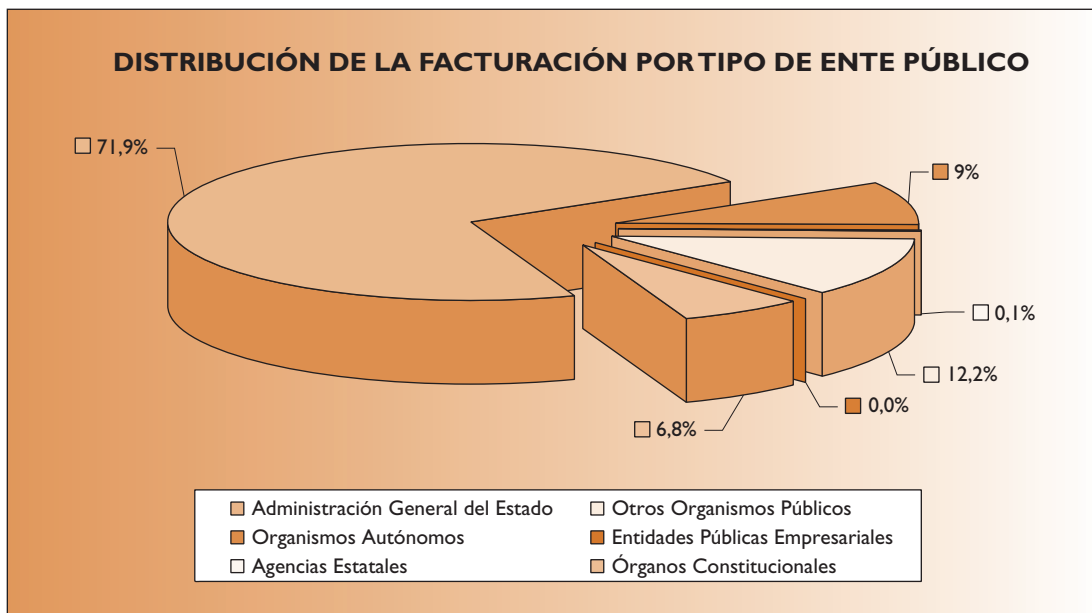 DISTRIBUCIÓN DE LA FACTURACIÓN POR TIPO DE ENTE PÚBLICO
71,9%
9%
0,1%
12,2%
0,0%
6,8%
Administración General del Estado
Otros Organismos Públicos
Organismos Autónomos
Entidades Públicas Empresariales
Agencias Estatales
Órganos Constitucionales